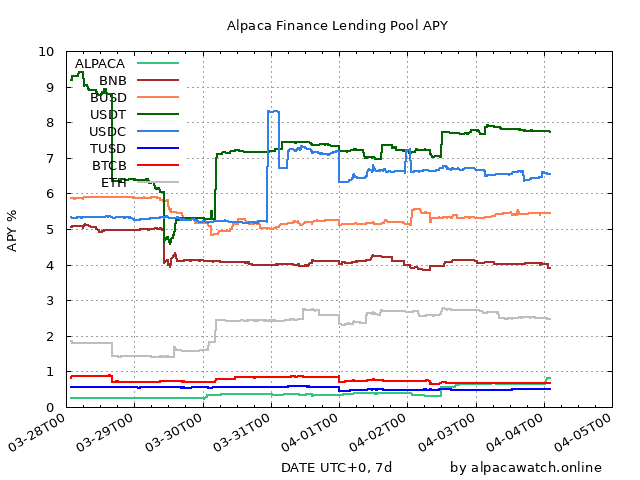 Alpaca Finance Lending Pool APY
10
9
8
7
6
5
4
3
2
1
0
APY %
ALPACA
BNB
BUSD
USDT
USDC
TUSD
BTCB
ETH
03-28T00
03-29T00
03-30T00
03-31T00
04-01T00
04-02T00
04-03T00
04-04T00
04-05T00
DATE UTC+0, 7d
by alpacawatch.online